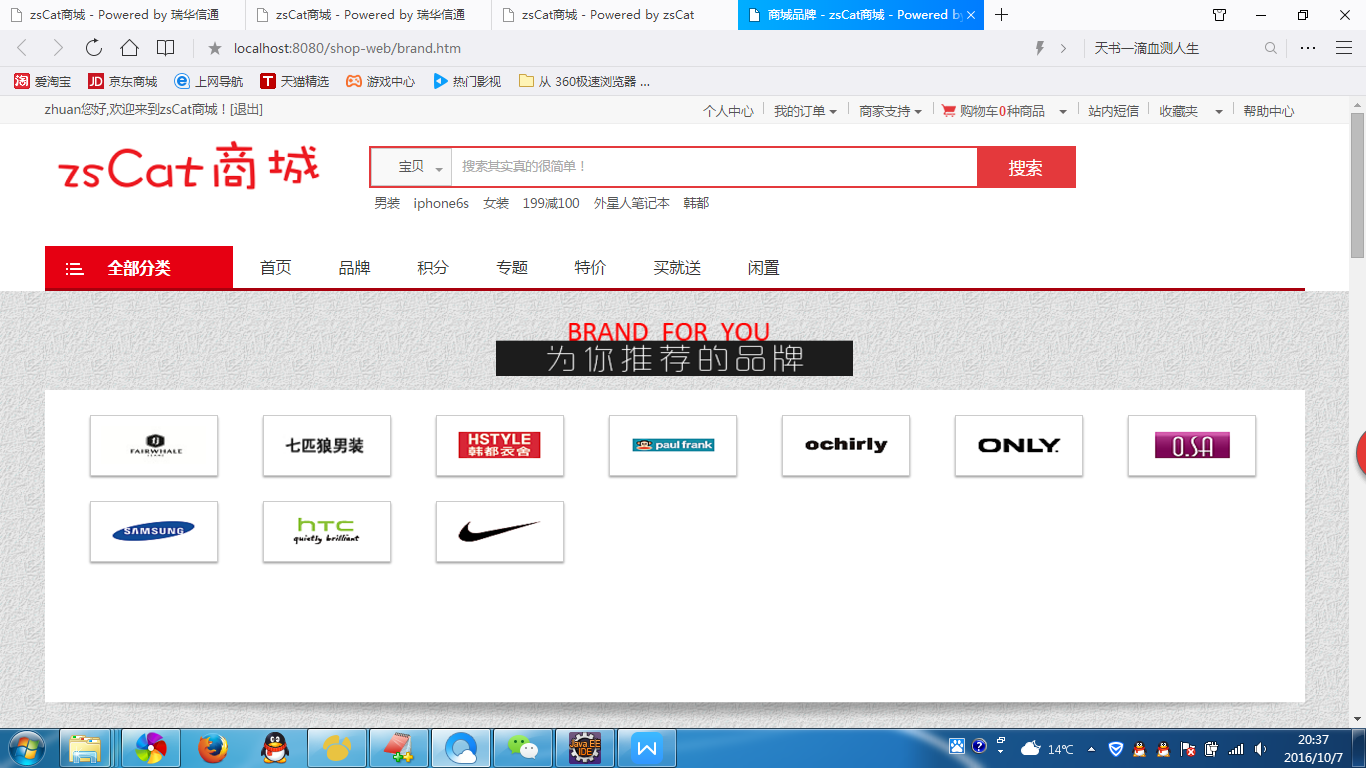 zsCat商城 - Powered by 瑞华信通
zsCat商城 - Powered by 瑞华信通
zsCat商城 - Powered by zsCat
商城品牌 - zsCat商城 - Powered by
localhost:8080/shop-web/brand.htm
天书一滴血测人生
爱淘宝
京东商城
上网导航
天猫精选
游戏中心
热门影视
从 360极速浏览器 ...
zhuan您好,欢迎来到zsCat商城！[退出]
个人中心
我的订单
商家支持
购物车0种商品
站内短信
收藏夹
帮助中心
zsCat商城
宝贝
搜索其实真的很简单！
搜索
男装 iphone6s 女装 199减100 外星人笔记本 韩都
全部分类
首页 品牌 积分 专题 特价 买就送 闲置
BRAND FOR YOU
为你推荐的品牌
FAIRWHALE
七匹狼男装
HSTYLE
韩都衣舍
paul frank
ochirly
ONLY
O.SA
SAMSUNG
hTC
quietly brilliant
14℃
20:37
2016/10/7